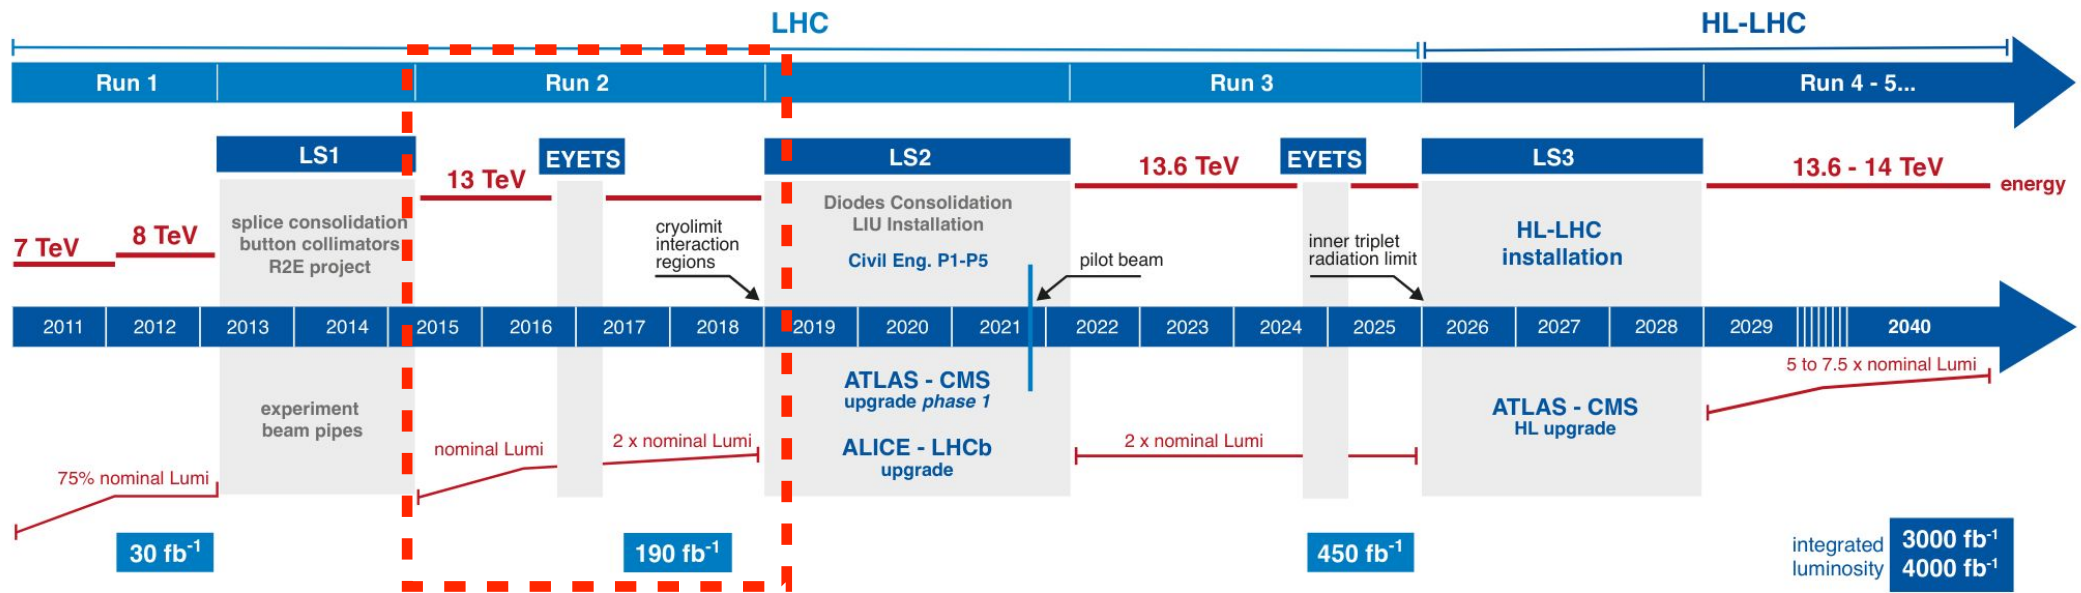 LHC
HL-LHC
Run 1
Run 2
Run 3
Run 4 - 5...
LS1
EYETS
LS2
EYETS
LS3
13 TeV
13.6 TeV
13.6 - 14 TeV
energy
7 TeV
8 TeV
splice consolidation
button collimators
R2E project
cryolimit
interaction
regions
Diodes Consolidation
LIU Installation
Civil Eng. P1-P5
pilot beam
inner triplet
radiation limit
HL-LHC
installation
2011
2012
2013
2014
2015
2016
2017
2018
2019
2020
2021
2022
2023
2024
2025
2026
2027
2028
2029
2040
experiment
beam pipes
ATLAS - CMS
upgrade phase 1
ALICE - LHCb
upgrade
ATLAS - CMS
HL upgrade
75% nominal Lumi
nominal Lumi
2 x nominal Lumi
2 x nominal Lumi
5 to 7.5 x nominal Lumi
30 fb⁻¹
190 fb⁻¹
450 fb⁻¹
integrated
luminosity
3000 fb⁻¹
4000 fb⁻¹